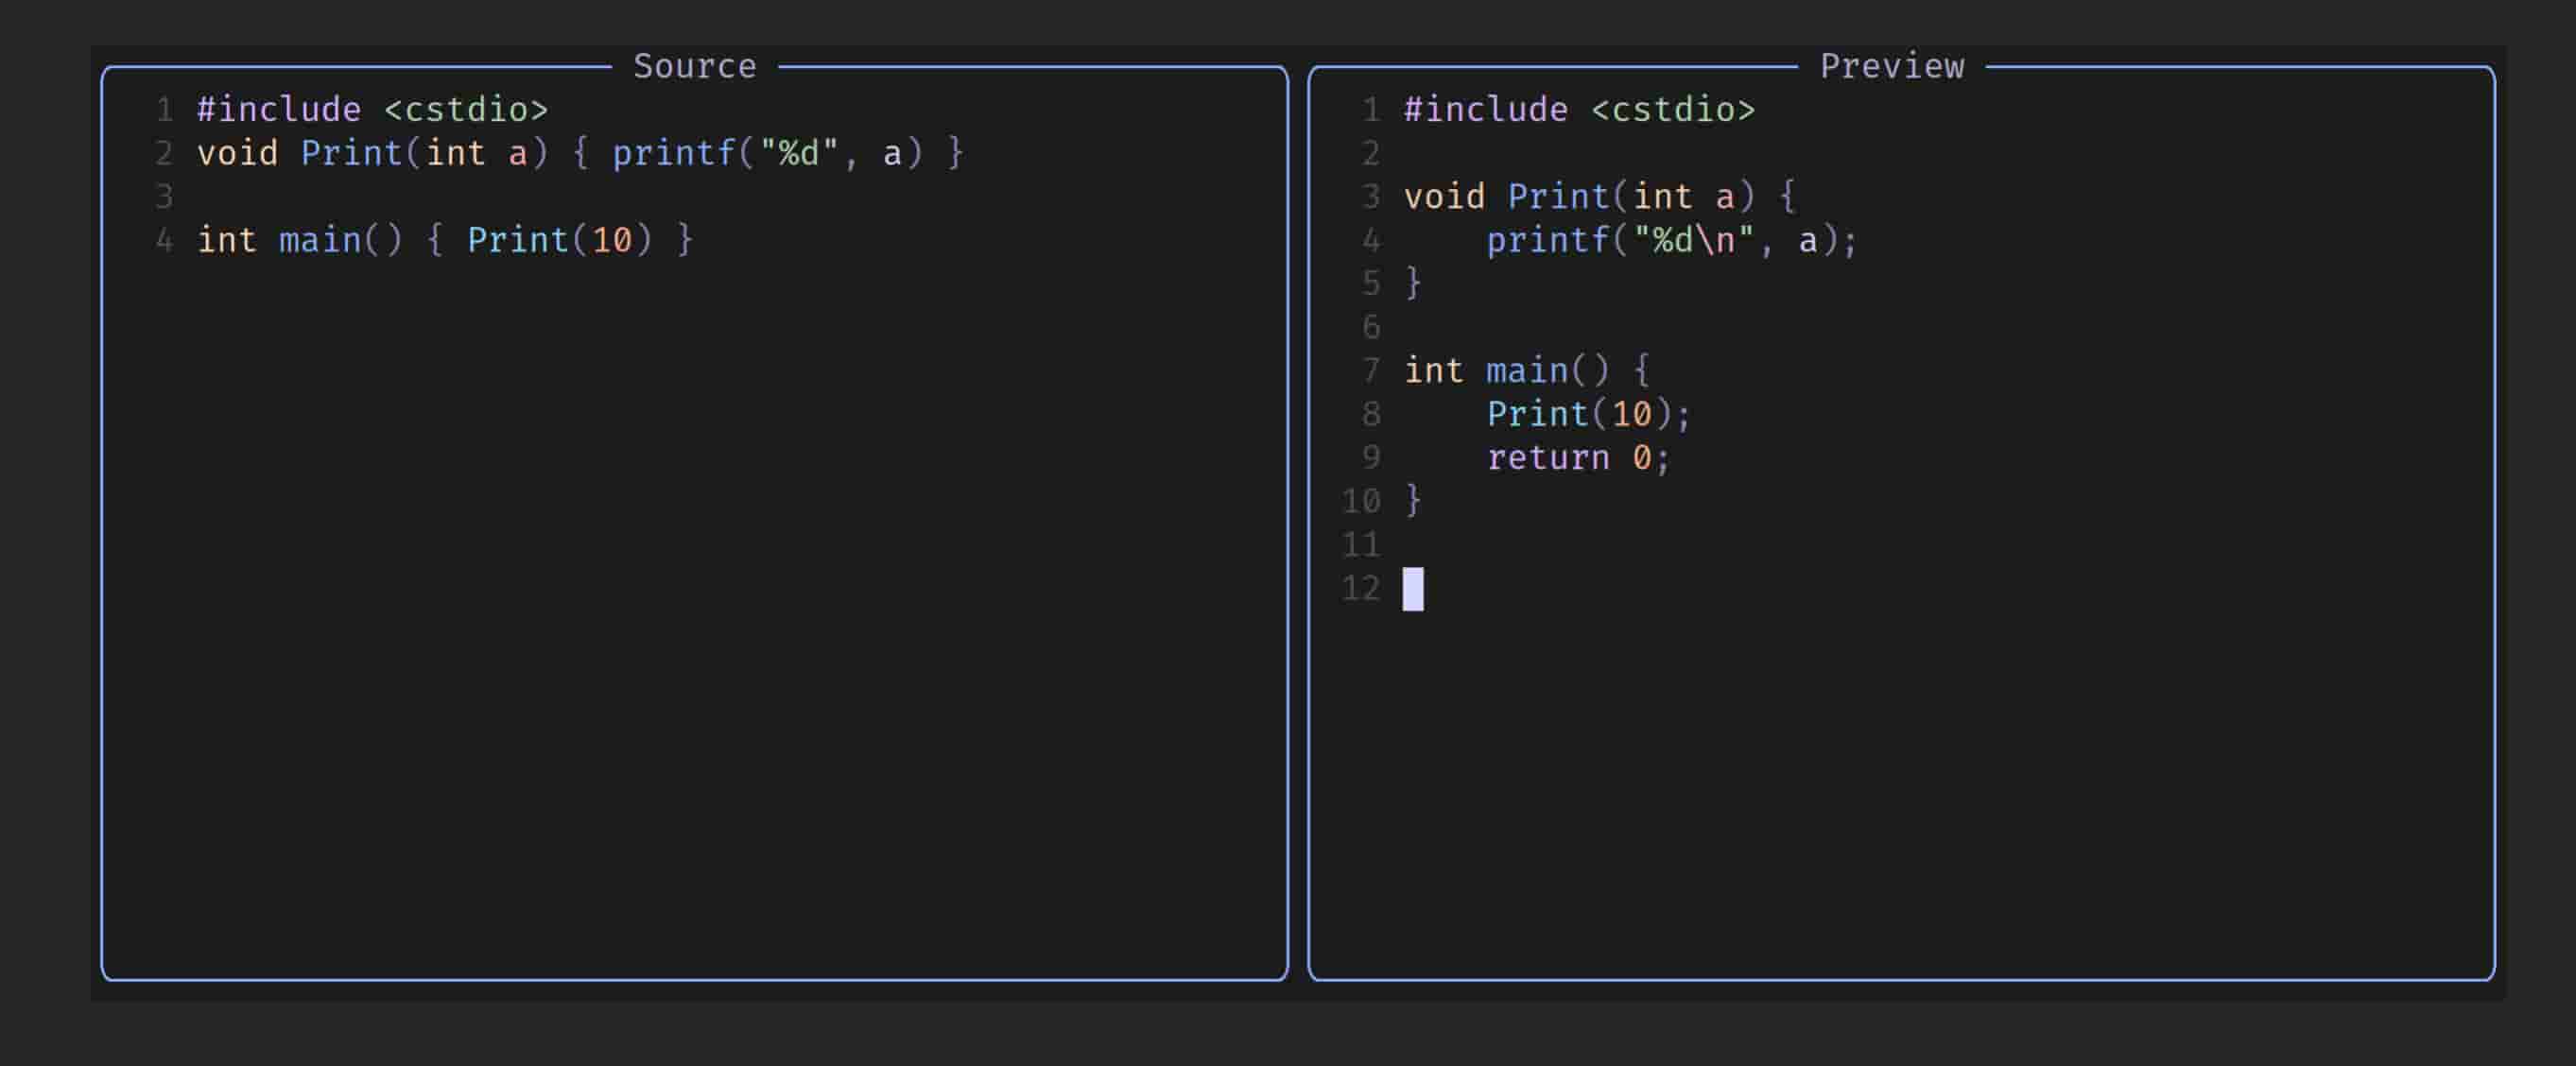 Source
1 #include <cstdio>
2 void Print(int a) { printf("%d", a) }
3
4 int main() { Print(10) }
Preview
1 #include <cstdio>
2
3 void Print(int a) {
4     printf("%d\n", a);
5 }
6
7 int main() {
8     Print(10);
9     return 0;
10 }
11
12